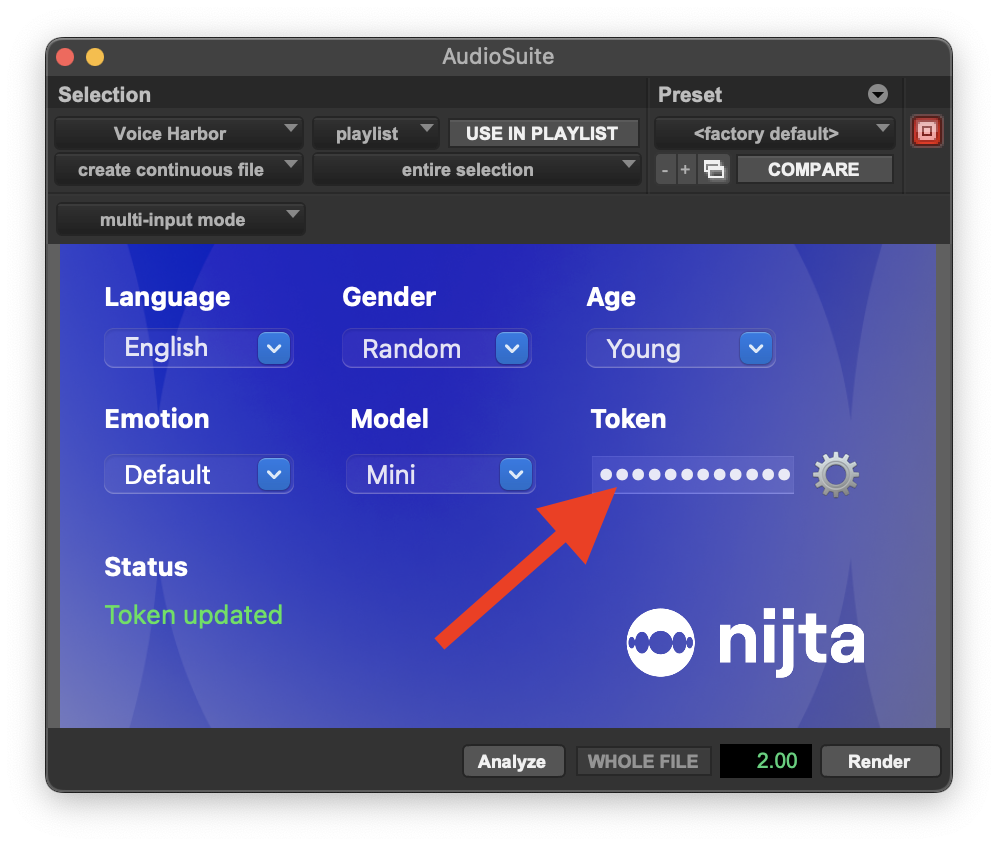 AudioSuite
Selection
Preset
Voice Harbor
playlist
USE IN PLAYLIST
<factory default>
create continuous file
entire selection
- +
COMPARE
multi-input mode
Language
Gender
Age
English
Random
Young
Emotion
Model
Token
Default
Mini
●●●●●●●●●●●●
Status
Token updated
nijta
Analyze
WHOLE FILE
2.00
Render